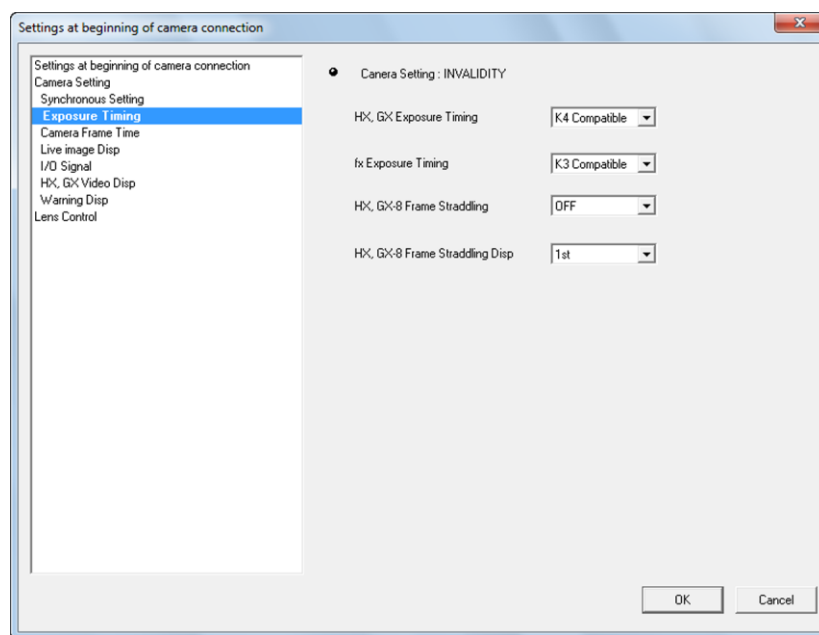 Settings at beginning of camera connection
Settings at beginning of camera connection
Camera Setting
Synchronous Setting
Exposure Timing
Camera Frame Time
Live image Disp
I/O Signal
HX, GX Video Disp
Warning Disp
Lens Control
Canera Setting : INVALIDITY
HX, GX Exposure Timing K4 Compatible
fx Exposure Timing K3 Compatible
HX, GX-8 Frame Straddling OFF
HX, GX-8 Frame Straddling Disp 1st
OK Cancel